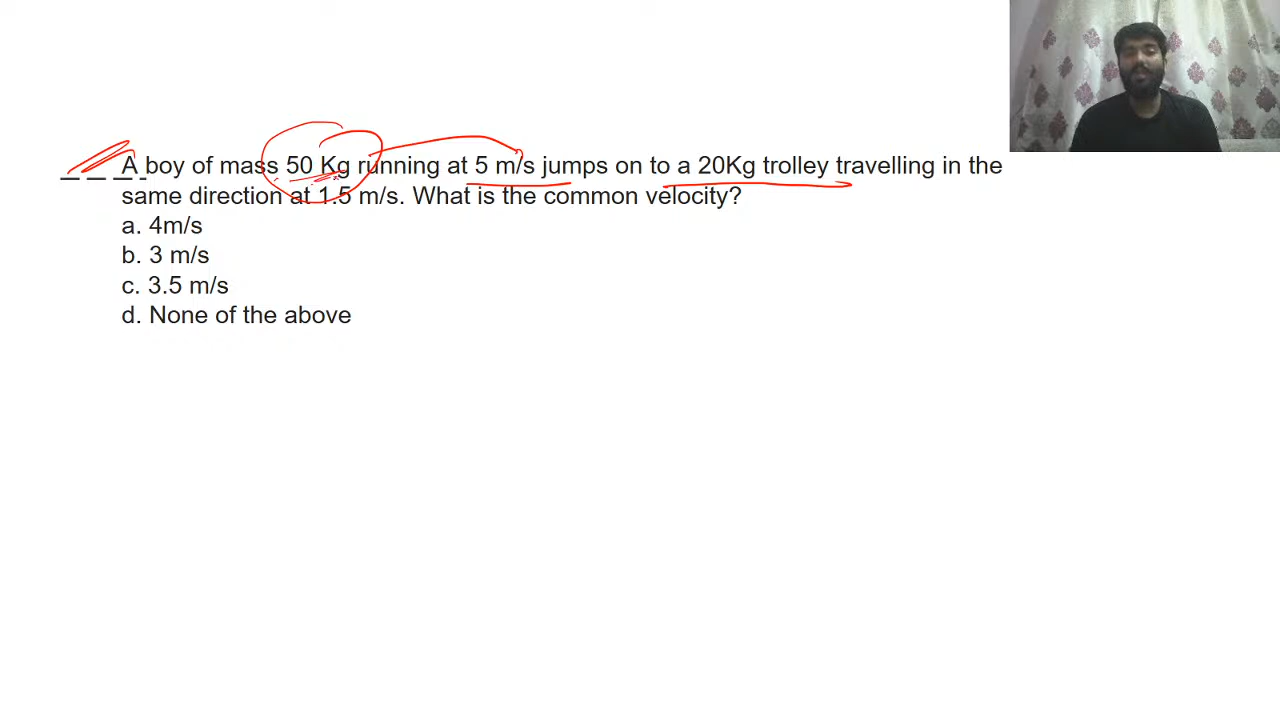 A boy of mass 50 Kg running at 5 m/s jumps on to a 20Kg trolley travelling in the
same direction at 1.5 m/s. What is the common velocity?
a. 4m/s
b. 3 m/s
c. 3.5 m/s
d. None of the above